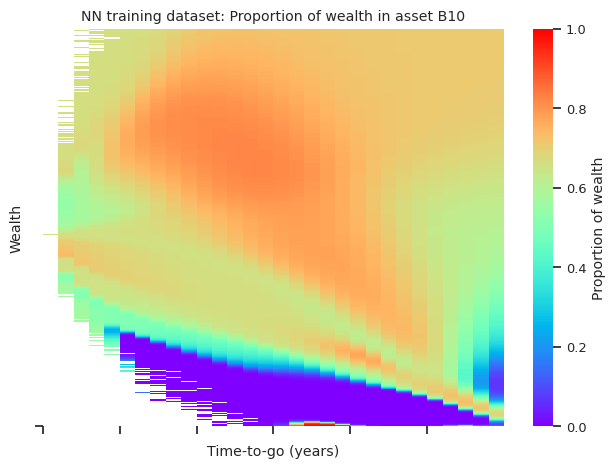 NN training dataset: Proportion of wealth in asset B10
Wealth
Time-to-go (years)
1.0
0.8
0.6
0.4
0.2
0.0
Proportion of wealth